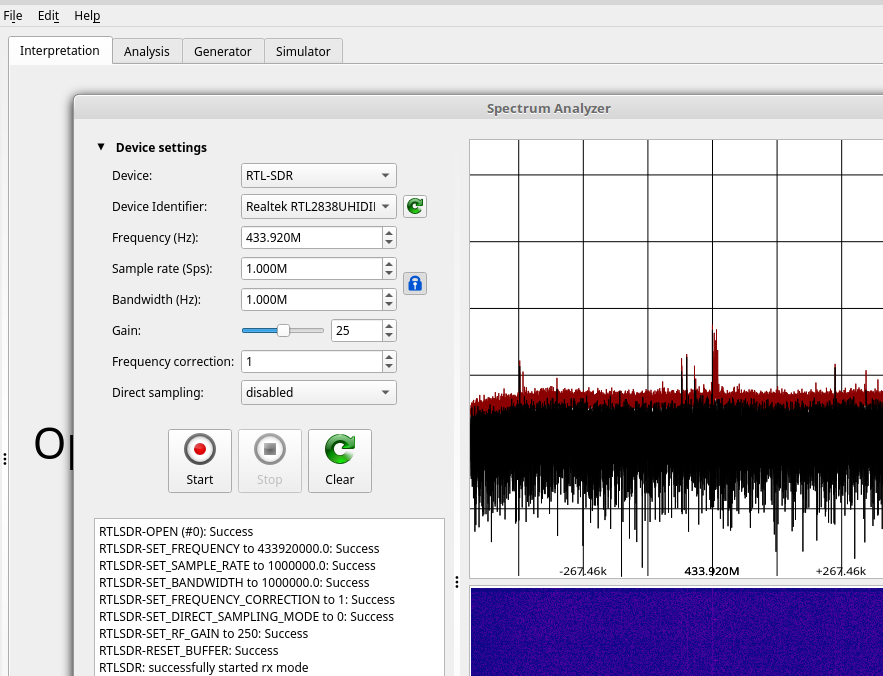 File Edit Help
Interpretation Analysis Generator Simulator
Spectrum Analyzer
Device settings
Device: RTL-SDR
Device Identifier: Realtek RTL2838UHIDI
Frequency (Hz): 433.920M
Sample rate (Sps): 1.000M
Bandwidth (Hz): 1.000M
Gain: 25
Frequency correction: 1
Direct sampling: disabled
Op
Start Stop Clear
RTLSDR-OPEN (#0): Success
RTLSDR-SET_FREQUENCY to 433920000.0: Success
RTLSDR-SET_SAMPLE_RATE to 1000000.0: Success
RTLSDR-SET_BANDWIDTH to 1000000.0: Success
RTLSDR-SET_FREQUENCY_CORRECTION to 1: Success
RTLSDR-SET_DIRECT_SAMPLING_MODE to 0: Success
RTLSDR-SET_RF_GAIN to 250: Success
RTLSDR-RESET_BUFFER: Success
RTLSDR: successfully started rx mode
-267.46k 433.920M +267.46k